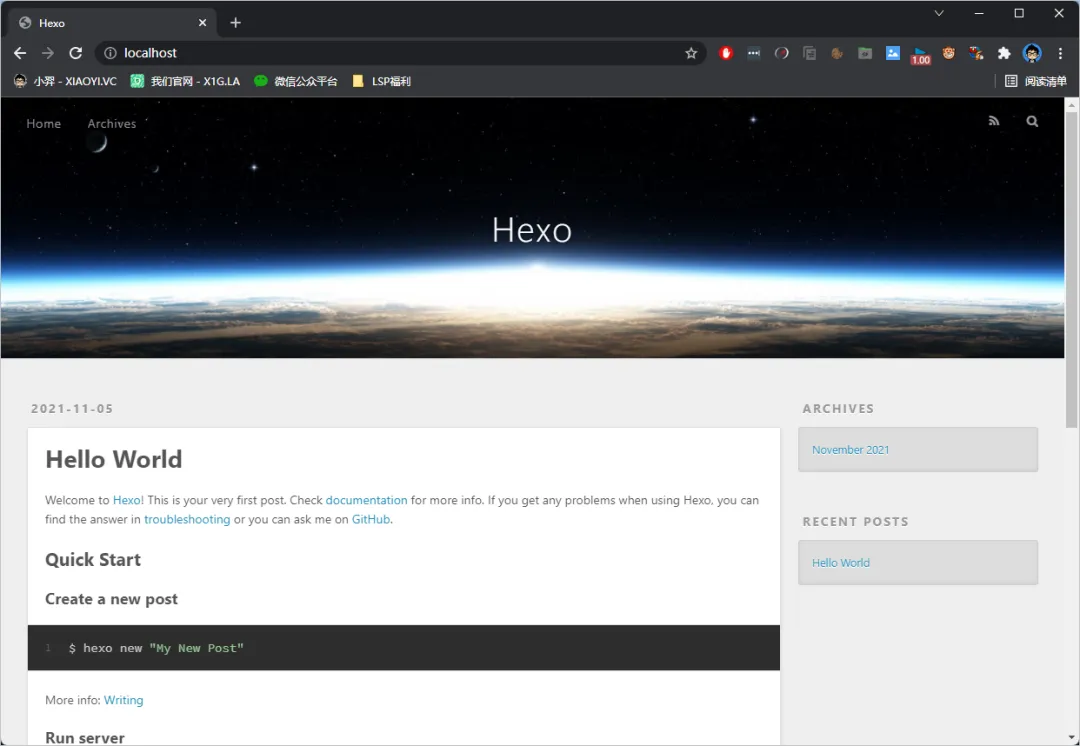 Hexo
localhost
1.00
小羿 - XIAOYI.VC 我们官网 - X1G.LA 微信公众平台 LSP福利 阅读清单
Home Archives
Hexo
2021-11-05
Hello World
Welcome to Hexo! This is your very first post. Check documentation for more info. If you get any problems when using Hexo, you can
find the answer in troubleshooting or you can ask me on GitHub.
Quick Start
Create a new post
1 $ hexo new "My New Post"
More info: Writing
Run server
ARCHIVES
November 2021
RECENT POSTS
Hello World